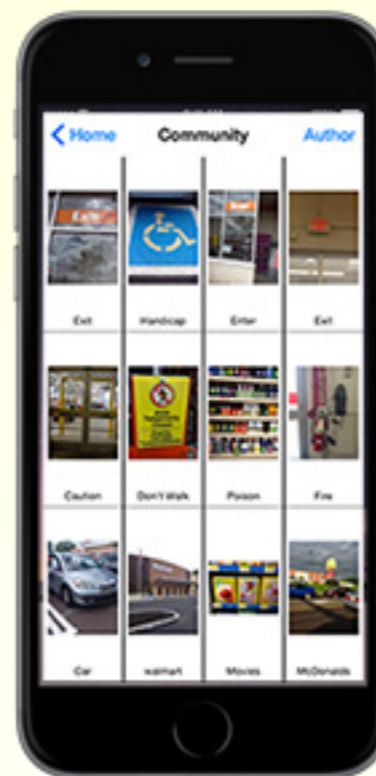 Home Community Author
Exit Handicap Enter Exit
Caution Don't Walk Poison Fire
Car walmart Movies McDonalds